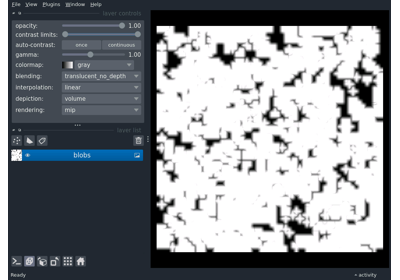 File View Plugins Window Help
layer controls
opacity: 1.00
contrast limits:
auto-contrast: once continuous
gamma: 1.00
colormap: gray
blending: translucent_no_depth
interpolation: linear
depiction: volume
rendering: mip
layer list
blobs
Ready activity